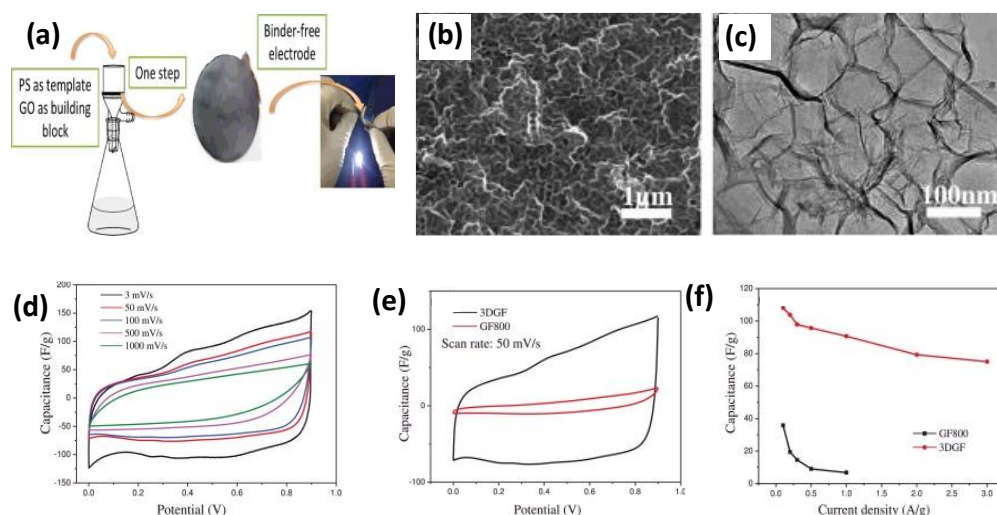 (a)
PS as template
GO as building
block
One step
Binder-free
electrode
(b)
1μm
(c)
100nm
(d)
Capacitance (F/g)
200
150
100
50
0
-50
-100
-150
3 mV/s
50 mV/s
100 mV/s
500 mV/s
1000 mV/s
0.0 0.2 0.4 0.6 0.8 1.0
Potential (V)
(e)
Capacitance (F/g)
100
0
-100
3DGF
GF800
Scan rate: 50 mV/s
0.0 0.2 0.4 0.6 0.8 1.0
Potential (V)
(f)
Capacitance (F/g)
120
100
80
60
40
20
0
GF800
3DGF
0.0 0.5 1.0 1.5 2.0 2.5 3.0
Current density (A/g)